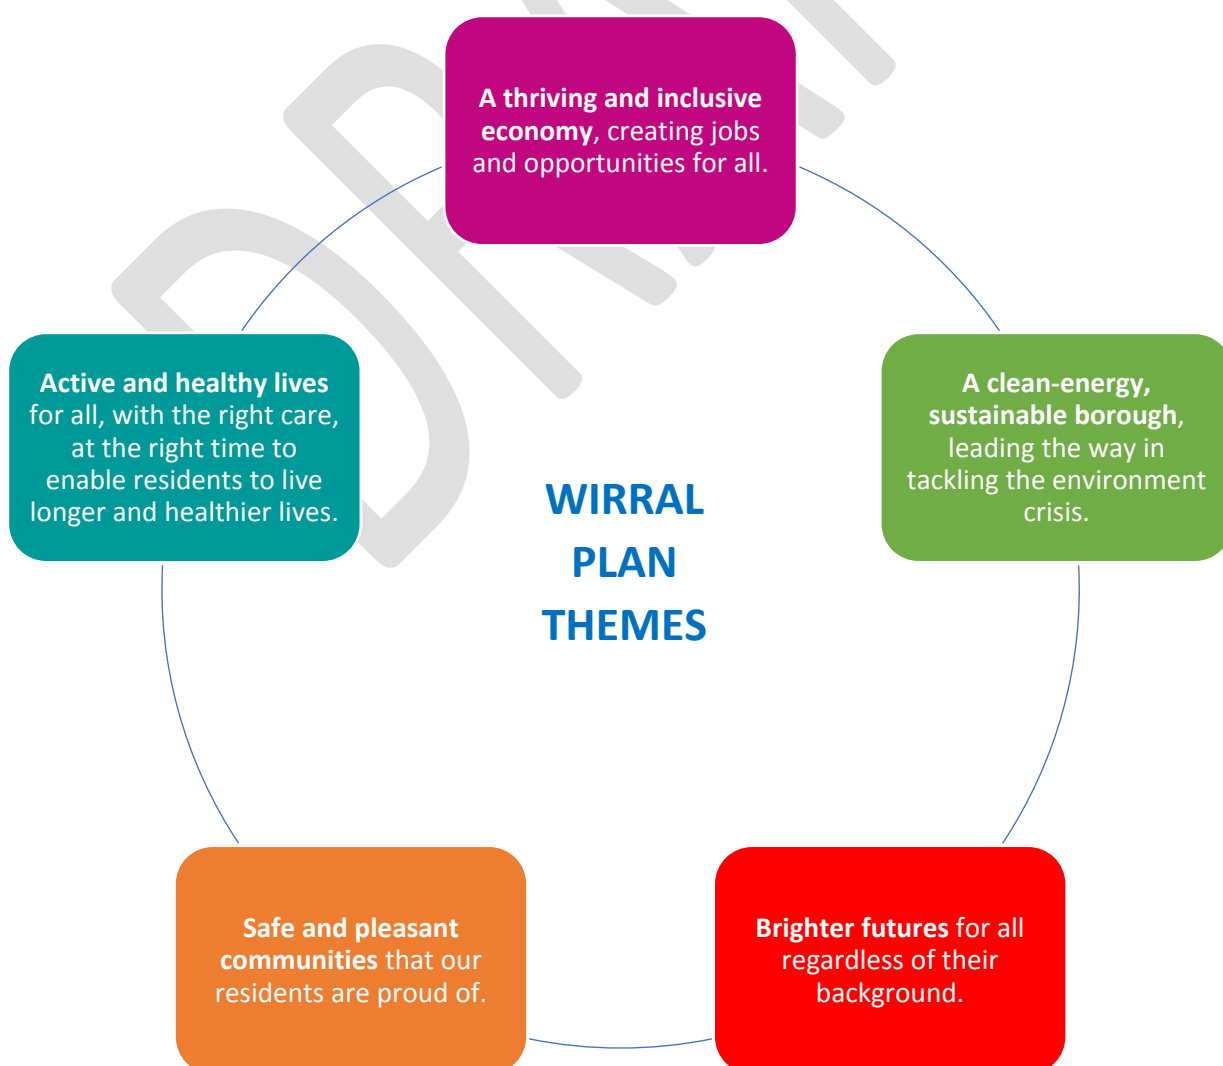 A thriving and inclusive
economy, creating jobs
and opportunities for all.
Active and healthy lives
for all, with the right care,
at the right time to
enable residents to live
longer and healthier lives.
A clean-energy,
sustainable borough,
leading the way in
tackling the environment
crisis.
WIRRAL
PLAN
THEMES
Safe and pleasant
communities that our
residents are proud of.
Brighter futures for all
regardless of their
background.